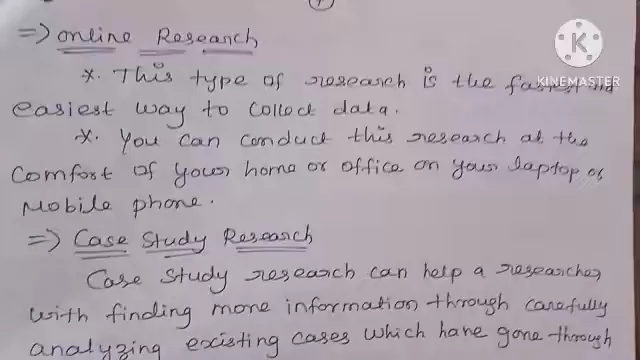 => Online Research
*. This type of research is the fastest and
easiest way to collect data.
*. You can conduct this research at the
comfort of your home or office on your laptop or
Mobile phone.
=> Case Study Research
Case Study research can help a researcher
with finding more information through carefully
analyzing existing cases which have gone through
KINEMASTER